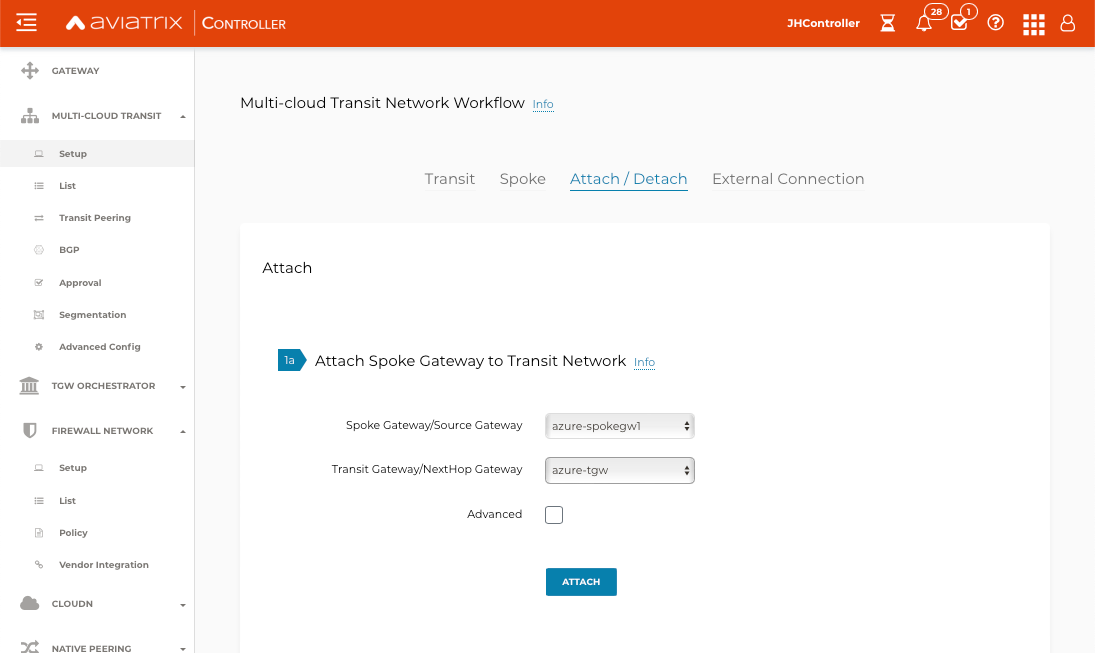 AVIATRIX CONTROLLER
JHController
28
1
GATEWAY
MULTI-CLOUD TRANSIT
Setup
List
Transit Peering
BGP
Approval
Segmentation
Advanced Config
TGW ORCHESTRATOR
FIREWALL NETWORK
Setup
List
Policy
Vendor Integration
CLOUDN
NATIVE PEERING
Multi-cloud Transit Network Workflow Info
Transit Spoke Attach / Detach External Connection
Attach
1a Attach Spoke Gateway to Transit Network Info
Spoke Gateway/Source Gateway azure-spokegw1
Transit Gateway/NextHop Gateway azure-tgw
Advanced
ATTACH